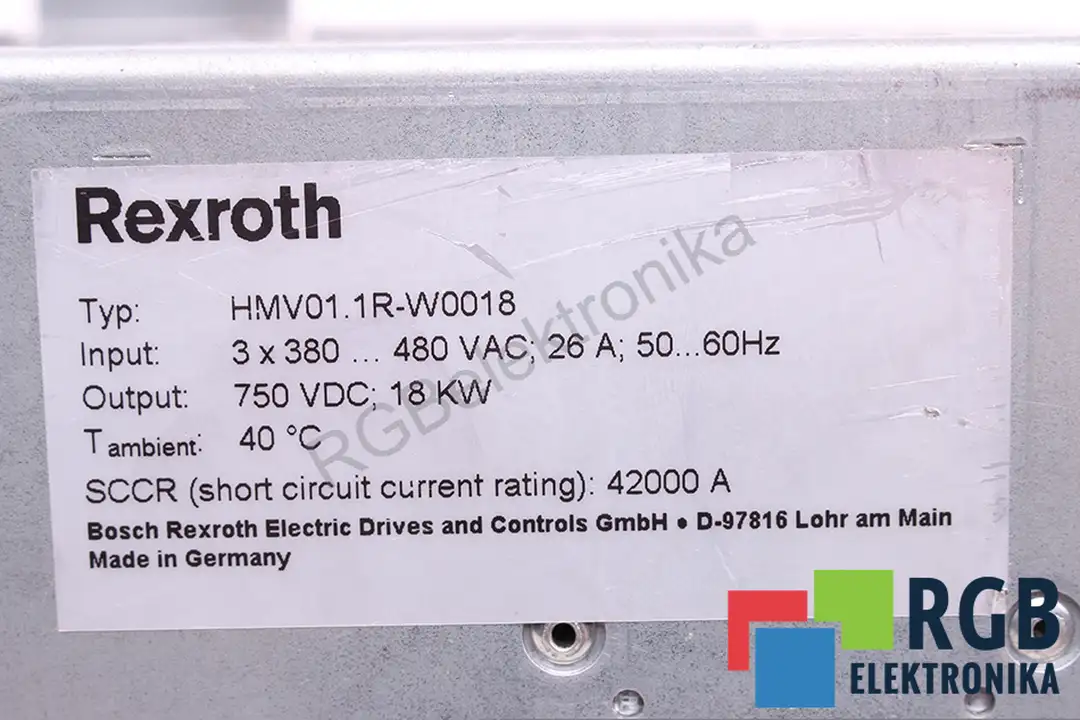 Rexroth
Typ: HMV01.1R-W0018
Input: 3 x 380 ... 480 VAC; 26 A; 50...60Hz
Output: 750 VDC; 18 KW
T ambient: 40 °C
SCCR (short circuit current rating): 42000 A
Bosch Rexroth Electric Drives and Controls GmbH • D-97816 Lohr am Main
Made in Germany
RGBelektronika
RGB
ELEKTRONIKA